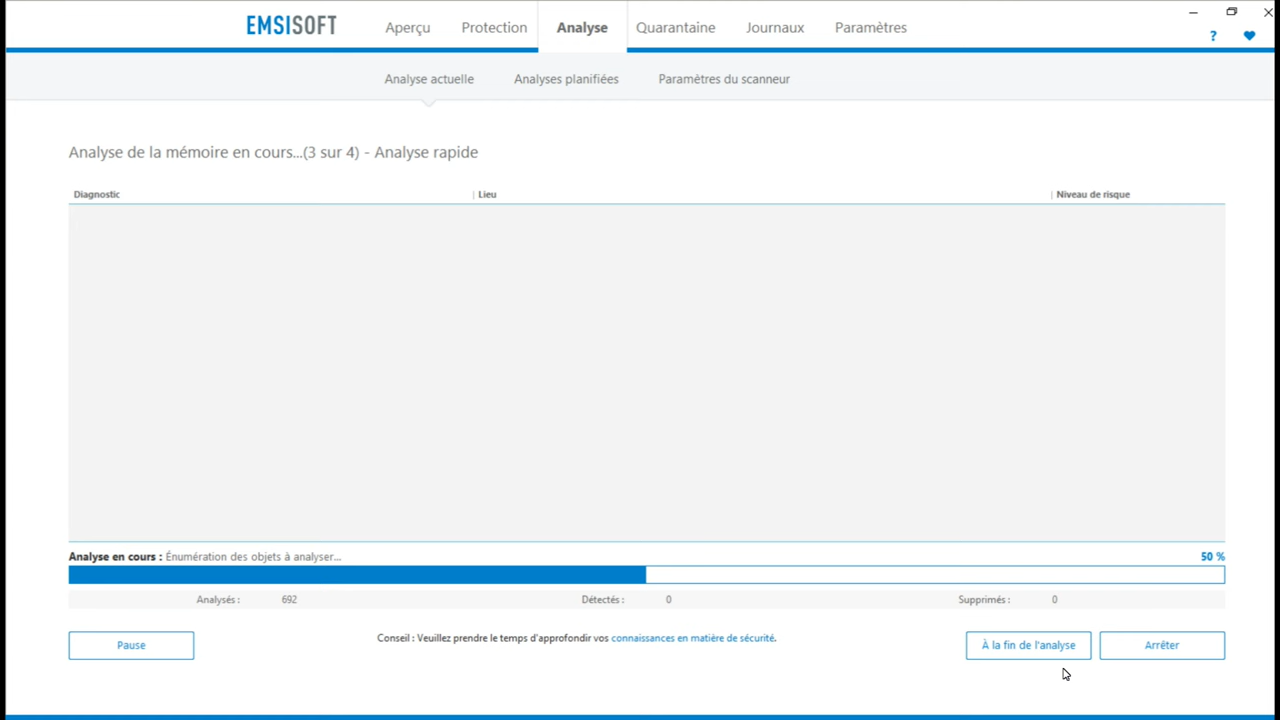 EMSISOFT
Aperçu Protection Analyse Quarantaine Journaux Paramètres
?
Analyse actuelle Analyses planifiées Paramètres du scanneur
Analyse de la mémoire en cours...(3 sur 4) - Analyse rapide
Diagnostic Lieu Niveau de risque
Analyse en cours : Énumération des objets à analyser... 50 %
Analysés : 692 Détectés : 0 Supprimés : 0
Pause
Conseil : Veuillez prendre le temps d'approfondir vos connaissances en matière de sécurité.
À la fin de l'analyse Arrêter